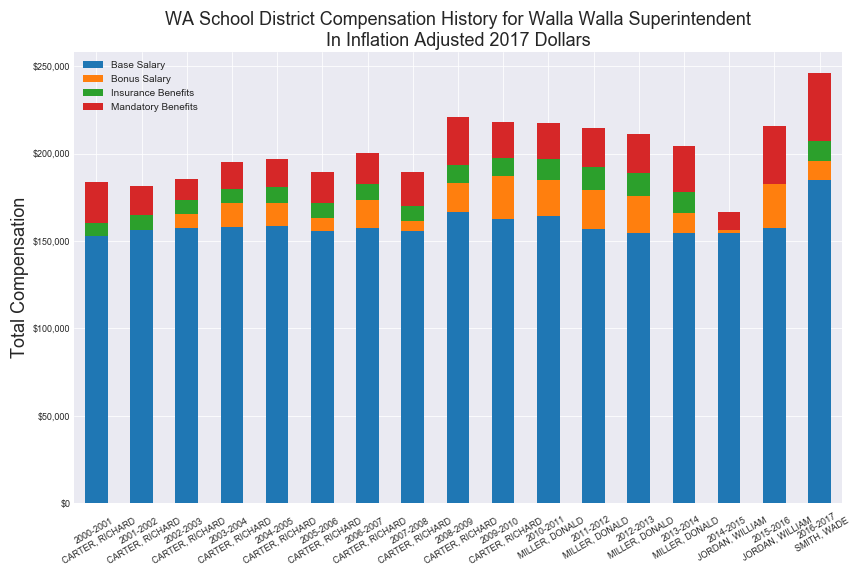 WA School District Compensation History for Walla Walla Superintendent
In Inflation Adjusted 2017 Dollars
Base Salary
Bonus Salary
Insurance Benefits
Mandatory Benefits
Total Compensation
$250,000
$200,000
$150,000
$100,000
$50,000
$0
2000-2001
CARTER, RICHARD
2001-2002
CARTER, RICHARD
2002-2003
CARTER, RICHARD
2003-2004
CARTER, RICHARD
2004-2005
CARTER, RICHARD
2005-2006
CARTER, RICHARD
2006-2007
CARTER, RICHARD
2007-2008
CARTER, RICHARD
2008-2009
CARTER, RICHARD
2009-2010
CARTER, RICHARD
2010-2011
MILLER, DONALD
2011-2012
MILLER, DONALD
2012-2013
MILLER, DONALD
2013-2014
MILLER, DONALD
2014-2015
JORDAN, WILLIAM
2015-2016
JORDAN, WILLIAM
2016-2017
SMITH, WADE